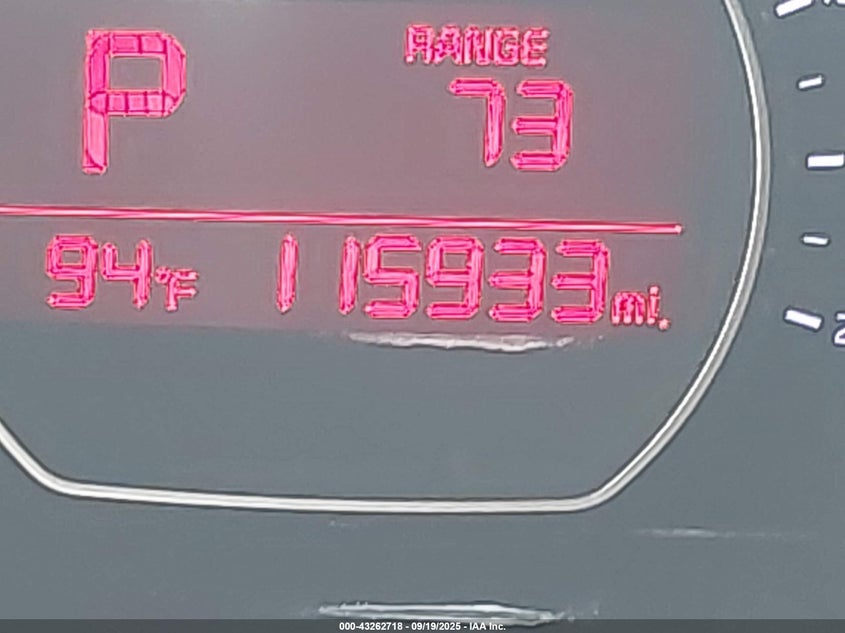 P RANGE
73
94°F 115933 mi.
000-43262718 - 09/19/2025 - IAA Inc.